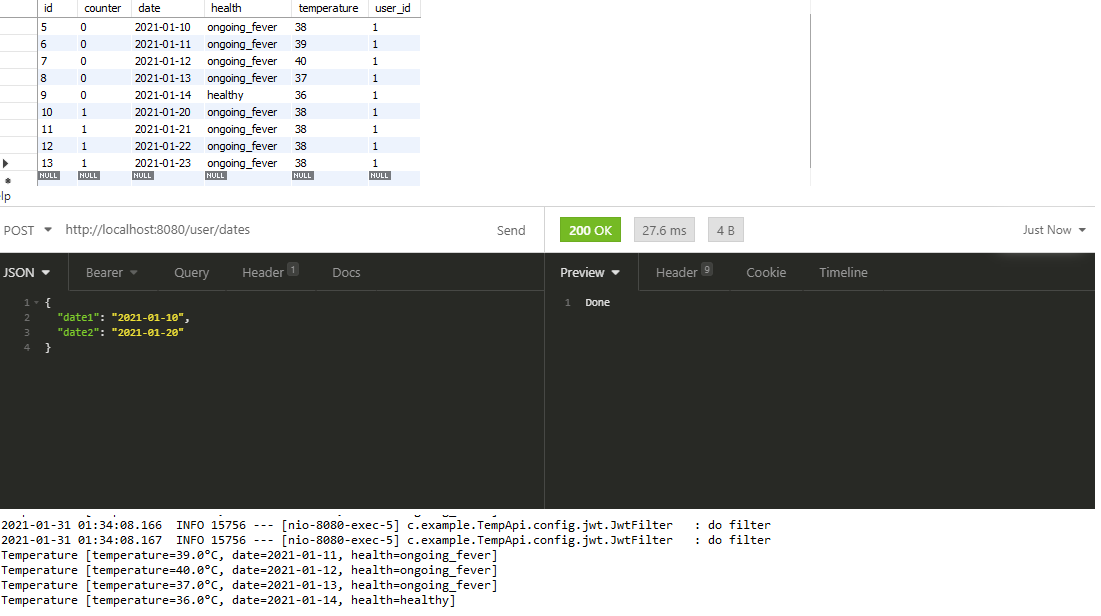 id counter date health temperature user_id
5 0 2021-01-10 ongoing_fever 38 1
6 0 2021-01-11 ongoing_fever 39 1
7 0 2021-01-12 ongoing_fever 40 1
8 0 2021-01-13 ongoing_fever 37 1
9 0 2021-01-14 healthy 36 1
10 1 2021-01-20 ongoing_fever 38 1
11 1 2021-01-21 ongoing_fever 38 1
12 1 2021-01-22 ongoing_fever 38 1
13 1 2021-01-23 ongoing_fever 38 1
NULL NULL NULL NULL NULL NULL
lp
POST http://localhost:8080/user/dates Send 200 OK 27.6 ms 4 B Just Now
JSON Bearer Query Header 1 Docs Preview Header 9 Cookie Timeline
1 { 1 Done
2 "date1": "2021-01-10",
3 "date2": "2021-01-20"
4 }
2021-01-31 01:34:08.166 INFO 15756 --- [nio-8080-exec-5] c.example.TempApi.config.jwt.JwtFilter : do filter
2021-01-31 01:34:08.167 INFO 15756 --- [nio-8080-exec-5] c.example.TempApi.config.jwt.JwtFilter : do filter
Temperature [temperature=39.0ºC, date=2021-01-11, health=ongoing_fever]
Temperature [temperature=40.0ºC, date=2021-01-12, health=ongoing_fever]
Temperature [temperature=37.0ºC, date=2021-01-13, health=ongoing_fever]
Temperature [temperature=36.0ºC, date=2021-01-14, health=healthy]